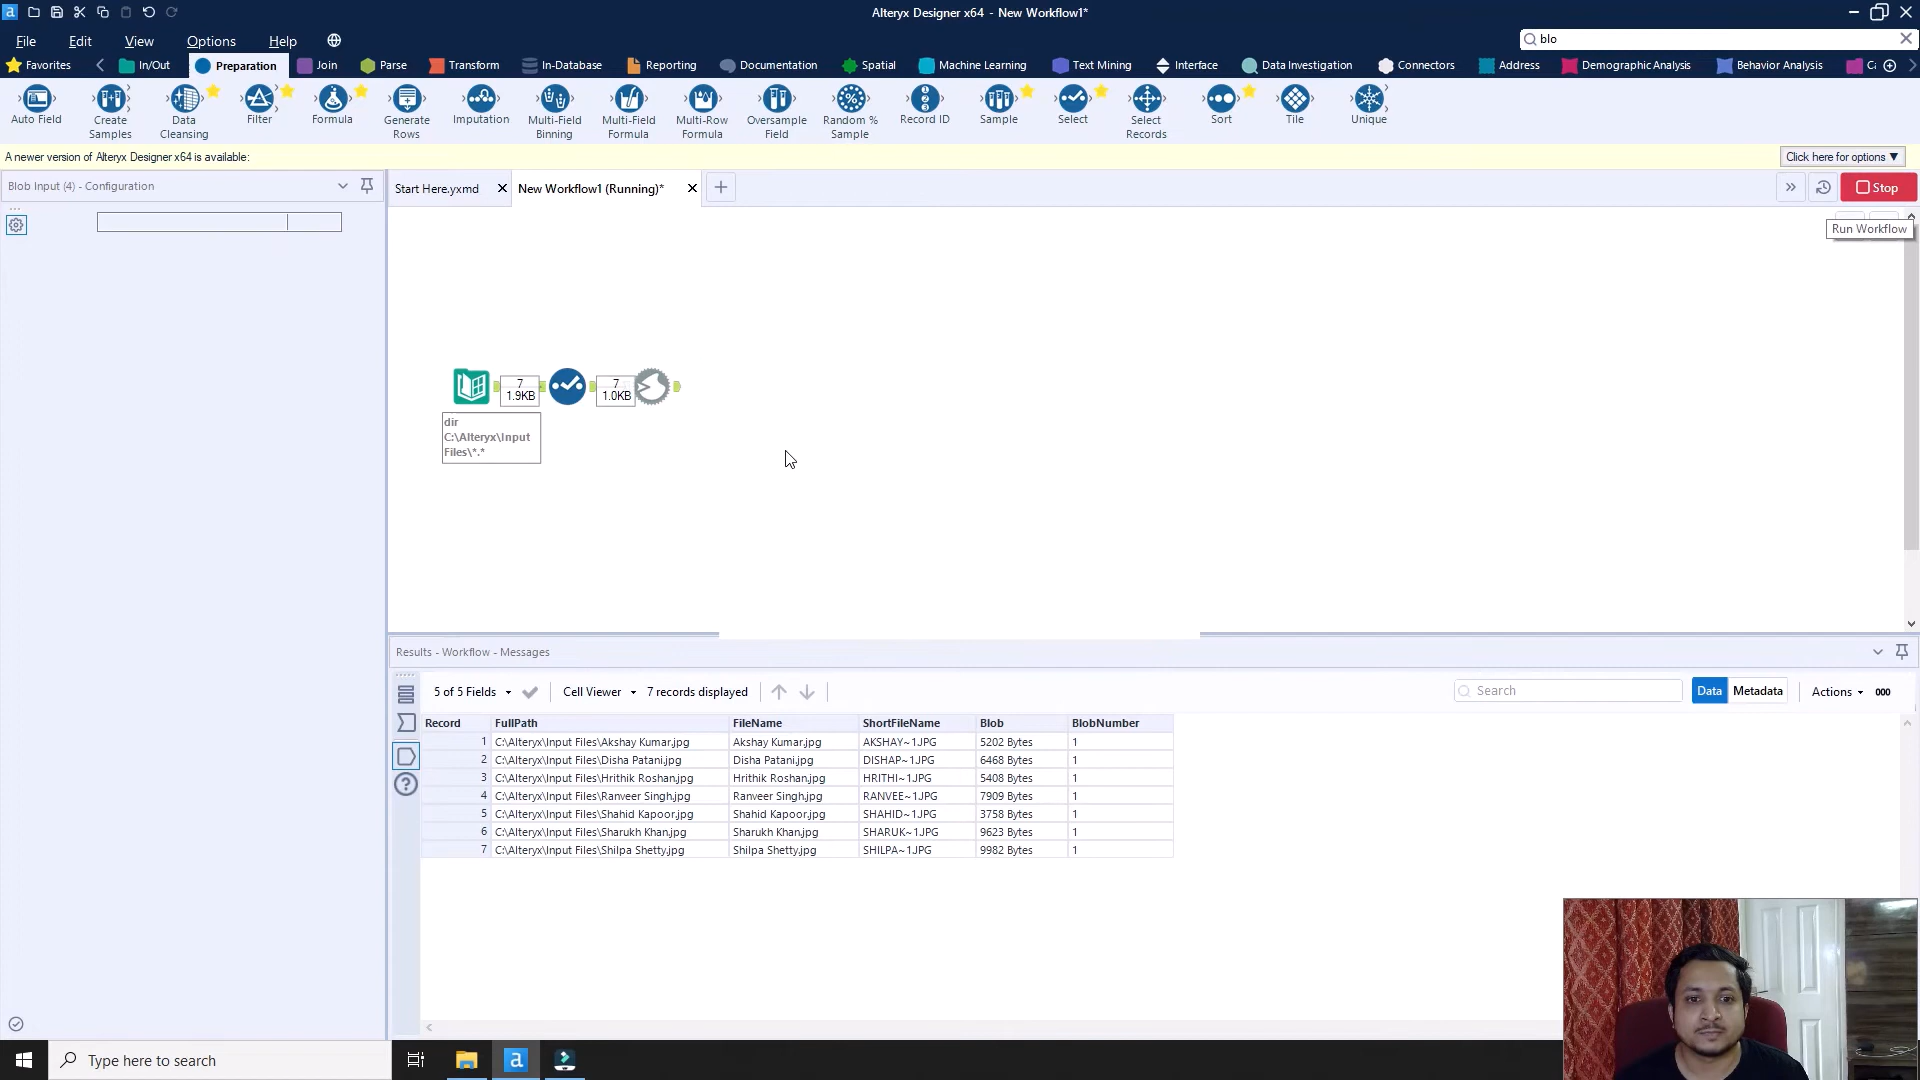 Alteryx Designer x64 - New Workflow1*
File Edit View Options Help
blo
Favorites In/Out Preparation Join Parse Transform In-Database Reporting Documentation Spatial Machine Learning Text Mining Interface Data Investigation Connectors Address Demographic Analysis Behavior Analysis
Auto Field
Create Samples
Data Cleansing
Filter
Formula
Generate Rows
Imputation
Multi-Field Binning
Multi-Field Formula
Multi-Row Formula
Oversample Field
Random % Sample
Record ID
Sample
Select
Select Records
Sort
Tile
Unique
A newer version of Alteryx Designer x64 is available:
Click here for options ▼
Blob Input (4) - Configuration
Start Here.yxmd
New Workflow1 (Running)*
Stop
Run Workflow
7
1.9KB
7
1.0KB
dir
C:\Alteryx\Input
Files\*.*
Results - Workflow - Messages
5 of 5 Fields Cell Viewer 7 records displayed Search Data Metadata Actions 000
Record FullPath FileName ShortFileName Blob BlobNumber
1 C:\Alteryx\Input Files\Akshay Kumar.jpg Akshay Kumar.jpg AKSHAY~1.JPG 5202 Bytes 1
2 C:\Alteryx\Input Files\Disha Patani.jpg Disha Patani.jpg DISHAP~1.JPG 6468 Bytes 1
3 C:\Alteryx\Input Files\Hrithik Roshan.jpg Hrithik Roshan.jpg HRITHI~1.JPG 5408 Bytes 1
4 C:\Alteryx\Input Files\Ranveer Singh.jpg Ranveer Singh.jpg RANVEE~1.JPG 7909 Bytes 1
5 C:\Alteryx\Input Files\Shahid Kapoor.jpg Shahid Kapoor.jpg SHAHID~1.JPG 3758 Bytes 1
6 C:\Alteryx\Input Files\Sharukh Khan.jpg Sharukh Khan.jpg SHARUK~1.JPG 9623 Bytes 1
7 C:\Alteryx\Input Files\Shilpa Shetty.jpg Shilpa Shetty.jpg SHILPA~1.JPG 9982 Bytes 1
Type here to search